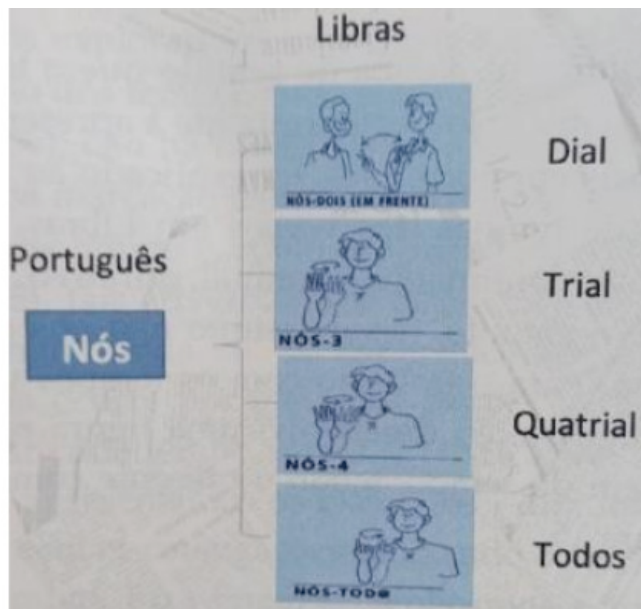 Libras
NÓS-DOIS (EM FRENTE)
Dial
Português
Nós
NÓS-3
Trial
NÓS-4
Quatrial
NÓS-TOD@
Todos